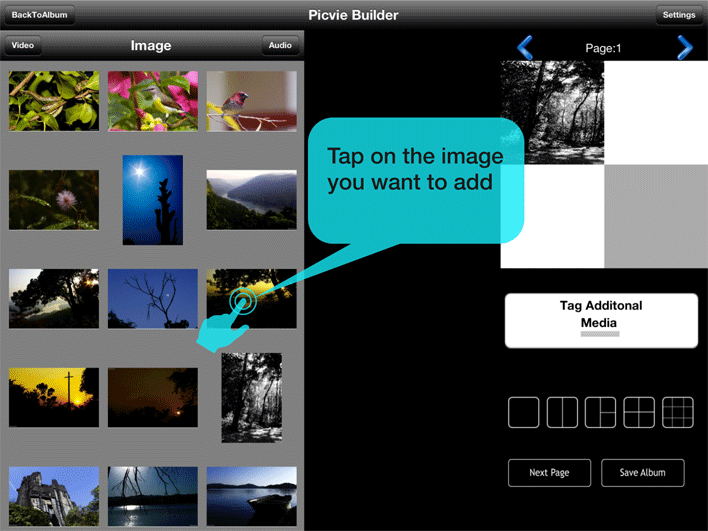 BackToAlbum
Picvie Builder
Settings
Video
Image
Audio
Page:1
Tap on the image
you want to add
Tag Additonal
Media
Next Page
Save Album